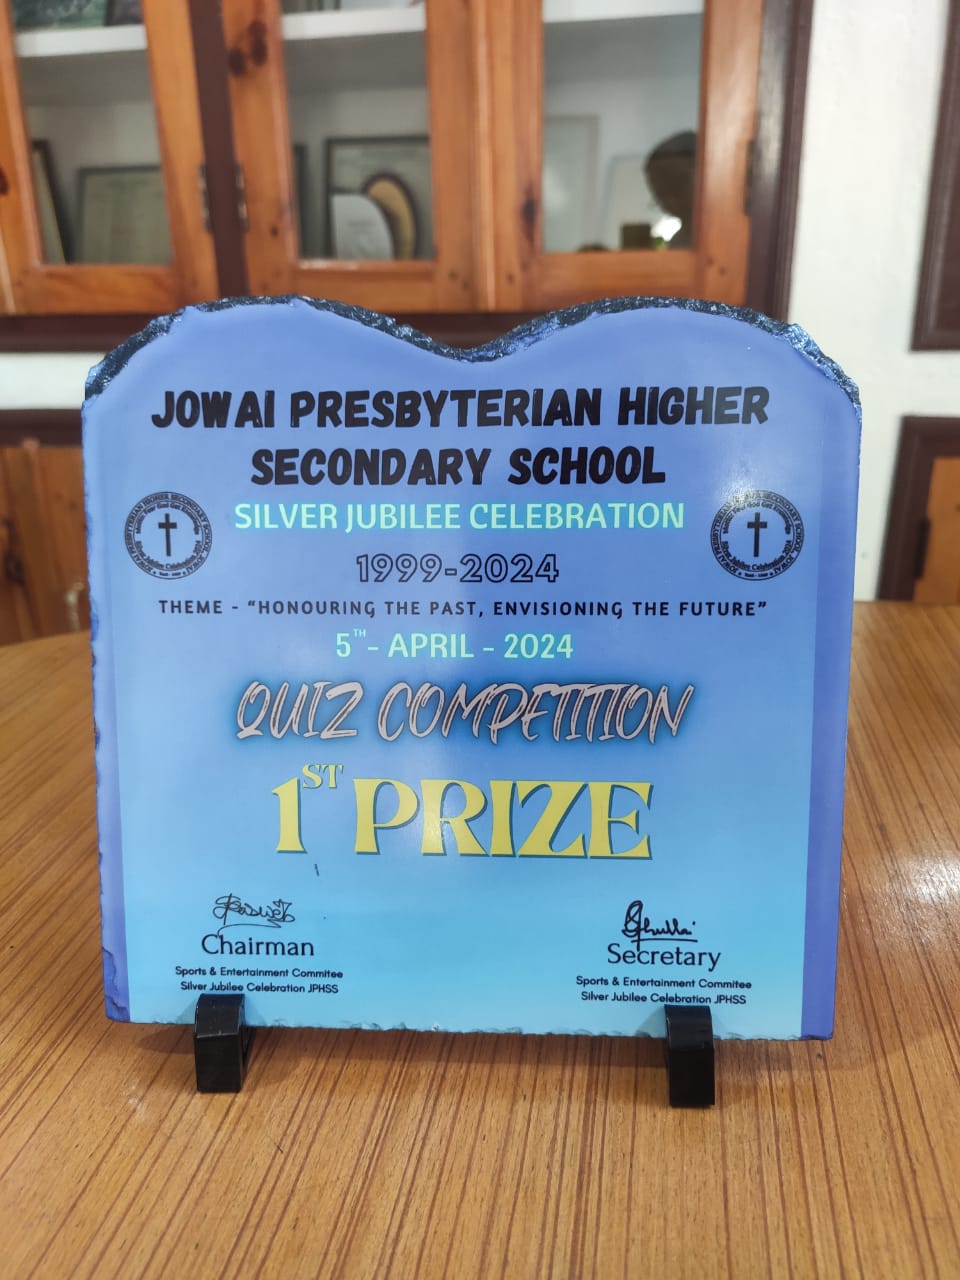 JOWAI PRESBYTERIAN HIGHER
SECONDARY SCHOOL
SILVER JUBILEE CELEBRATION
1999-2024
THEME - “HONOURING THE PAST, ENVISIONING THE FUTURE”
5TH - APRIL - 2024
QUIZ COMPETITION
1ST PRIZE
Chairman
Sports & Entertainment Commitee
Silver Jubilee Celebration JPHSS
Secretary
Sports & Entertainment Commitee
Silver Jubilee Celebration JPHSS